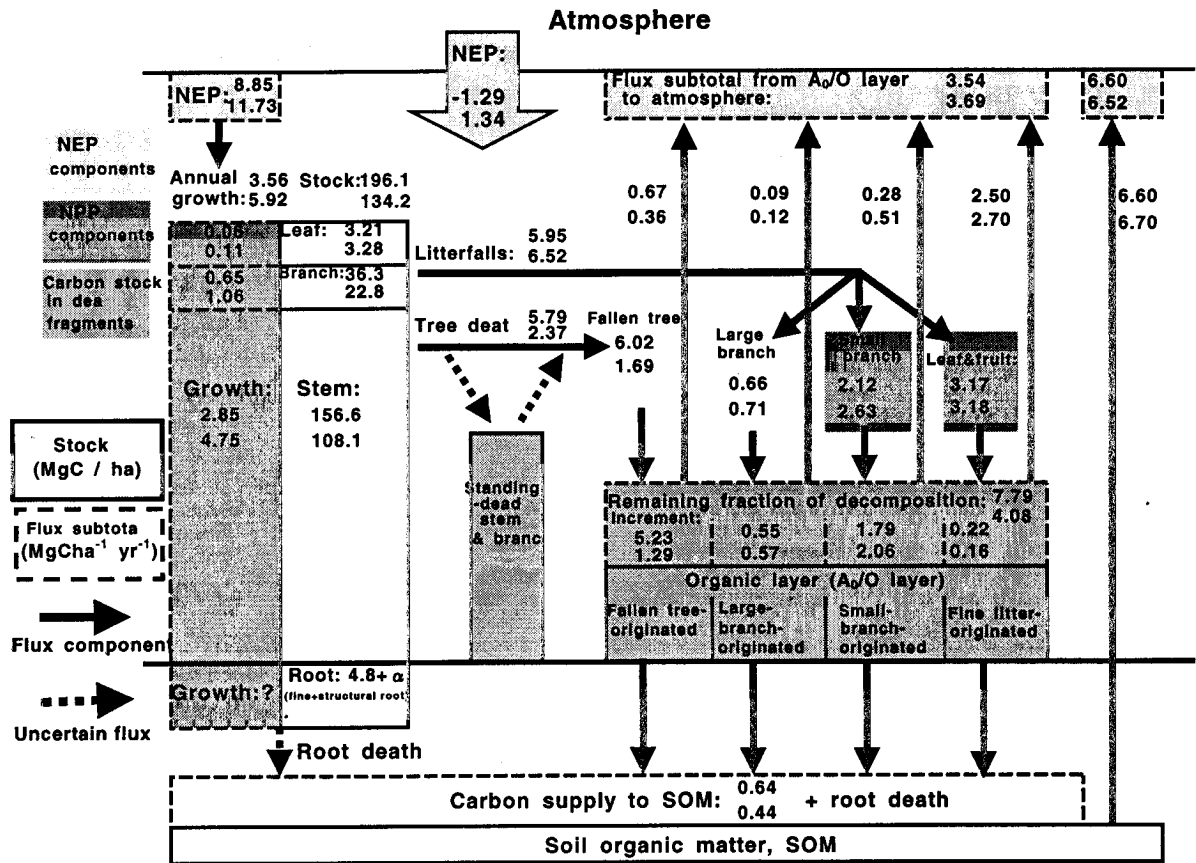 Atmosphere
NEP:
-1.29
1.34
NEP: 8.85
11.73
Flux subtotal from A₀/O layer
to atmosphere:
3.54
3.69
6.60
6.52
NEP
components
NPP
components
Carbon stock
in dea
fragments
Stock
(MgC / ha)
Flux subtota
(MgCha⁻¹ yr⁻¹)
Flux component
Uncertain flux
Annual 3.56
growth: 5.92
Stock: 196.1
134.2
0.11
Leaf: 3.21
3.28
0.65
1.06
Branch: 36.3
22.8
Growth:
2.85
4.75
Stem:
156.6
108.1
Growth:?
Root: 4.8+ α
(fine+structural root)
Root death
Litterfalls: 5.95
6.52
Tree deat 5.79
2.37
Fallen tree
6.02
1.69
Standing
-dead
stem
& branc
Large
branch
0.66
0.71
Small
branch
2.12
2.63
Leaf&fruit:
3.17
3.18
0.67
0.36
0.09
0.12
0.28
0.51
2.50
2.70
6.60
6.70
Remaining fraction of decomposition: 7.79
4.08
Increment:
5.23
1.29
0.55
0.57
1.79
2.06
0.22
0.16
Organic layer (A₀/O layer)
Fallen tree-
originated
Large-
branch-
originated
Small-
branch-
originated
Fine litter-
originated
Carbon supply to SOM: 0.64
0.44
+ root death
Soil organic matter, SOM